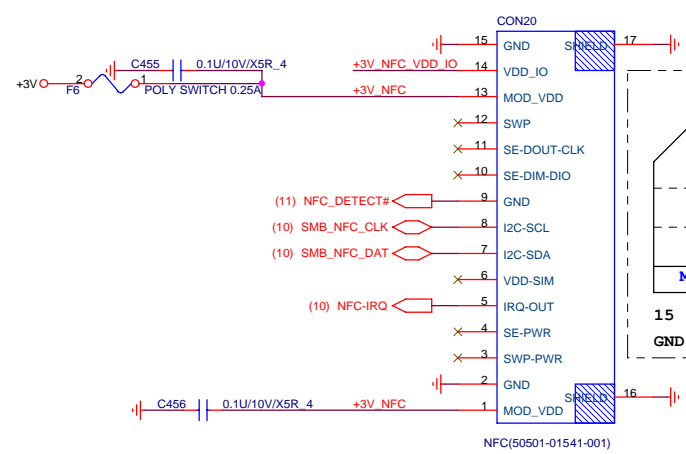 CON20
C455 0.1U/10V/X5R_4
+3V 2 1
F6 POLY SWITCH 0.25A
15 GND SHIELD 17
+3V_NFC_VDD_IO 14 VDD_IO
+3V_NFC 13 MOD_VDD
12 SWP
11 SE-DOUT-CLK
10 SE-DIM-DIO
(11) NFC_DETECT# 9 GND
(10) SMB_NFC_CLK 8 I2C-SCL
(10) SMB_NFC_DAT 7 I2C-SDA
6 VDD-SIM
(10) NFC-IRQ 5 IRQ-OUT
4 SE-PWR
3 SWP-PWR
2 GND
SHIELD 16
C456 0.1U/10V/X5R_4 +3V_NFC 1 MOD_VDD
NFC(50501-01541-001)
15
GND